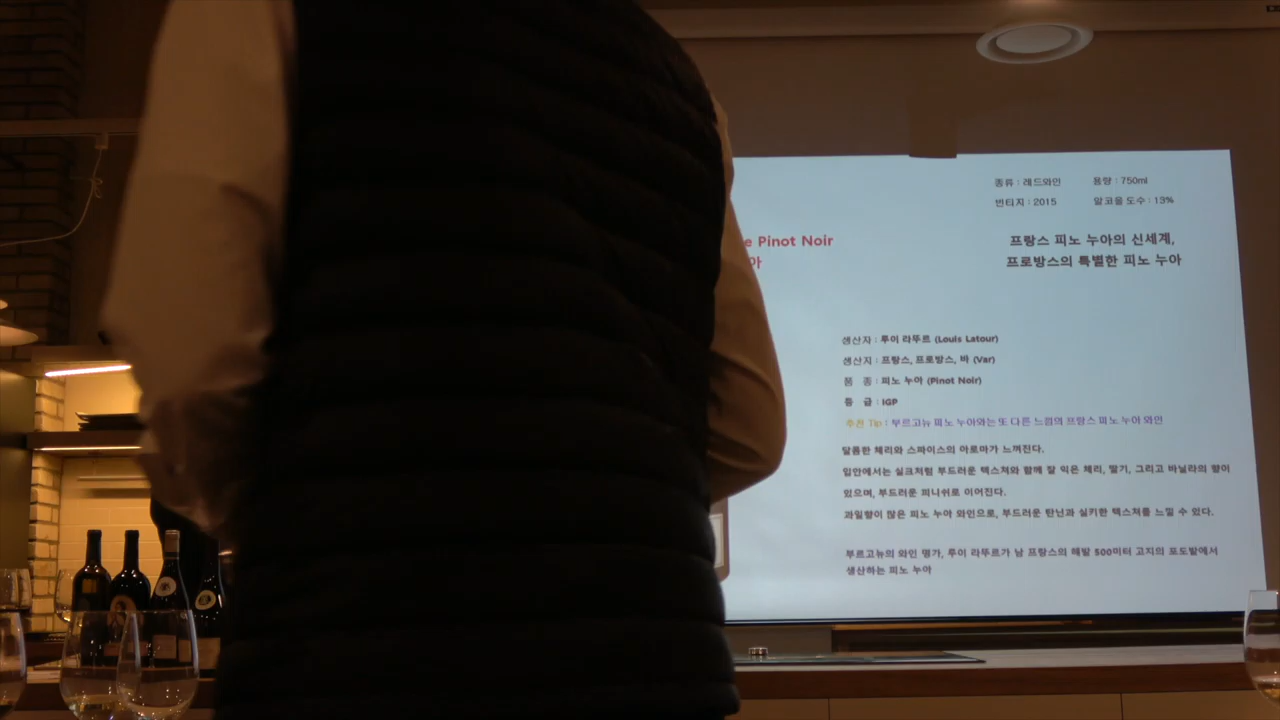 종류 : 레드와인 용량 : 750ml
빈티지 : 2015 알코올 도수 : 13%
e Pinot Noir
아
프랑스 피노 누아의 신세계,
프로방스의 특별한 피노 누아
생산자 : 루이 라뚜르 (Louis Latour)
생산지 : 프랑스, 프로방스, 바 (Var)
품 종 : 피노 누아 (Pinot Noir)
등 급 : IGP
추천 Tip : 부르고뉴 피노 누아와는 또 다른 느낌의 프랑스 피노 누아 와인
달콤한 체리와 스파이스의 아로마가 느껴진다.
입안에서는 실크처럼 부드러운 텍스쳐와 함께 잘 익은 체리, 딸기, 그리고 바닐라의 향이
있으며, 부드러운 피니쉬로 이어진다.
과일향이 많은 피노 누아 와인으로, 부드러운 탄닌과 실키한 텍스쳐를 느낄 수 있다.
부르고뉴의 와인 명가, 루이 라뚜르가 남 프랑스의 해발 500미터 고지의 포도밭에서
생산하는 피노 누아